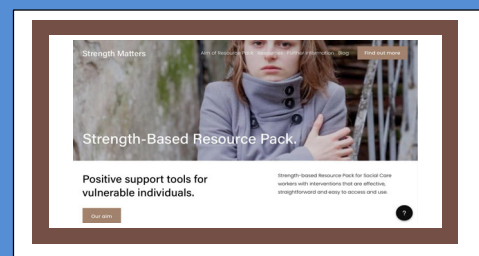 Strength Matters
Aim of Resource Pack Resources Further Information Blog Find out more
Strength-Based Resource Pack.
Positive support tools for
vulnerable individuals.
Strength-based Resource Pack for Social Care
workers with interventions that are effective,
straightforward and easy to access and use.
Our aim
?